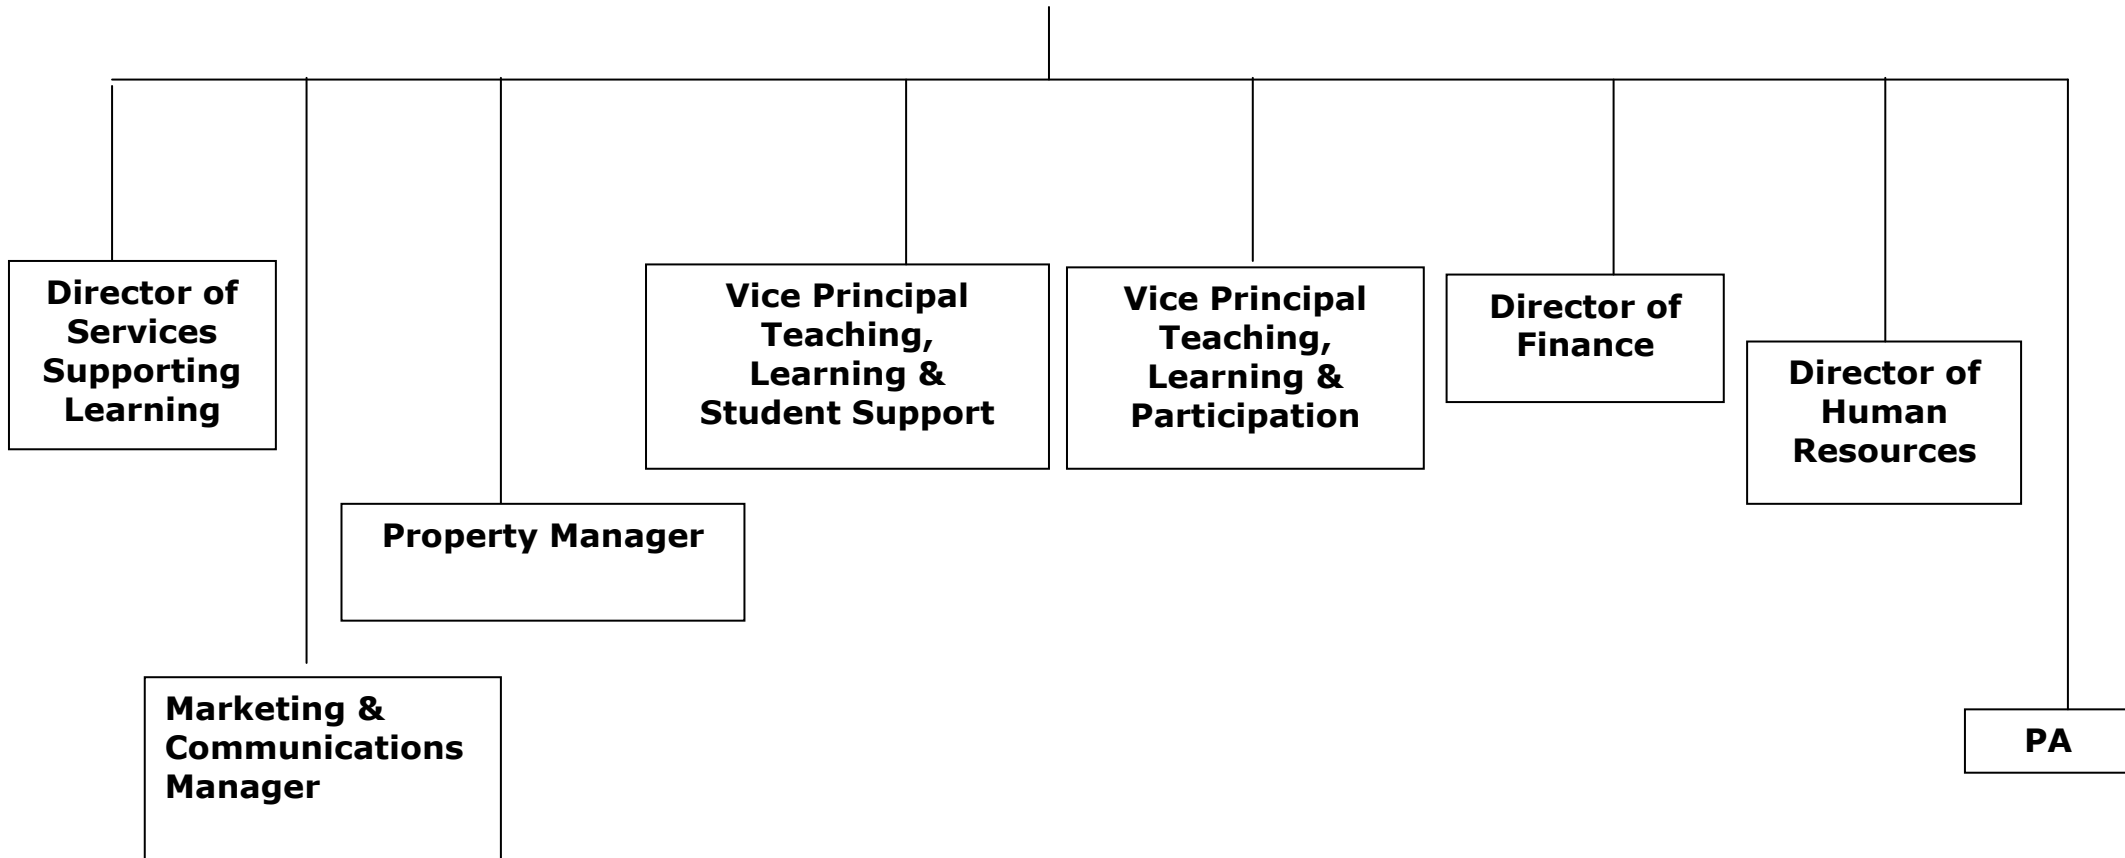 Director of
Services
Supporting
Learning
Vice Principal
Teaching,
Learning &
Student Support
Vice Principal
Teaching,
Learning &
Participation
Director of
Finance
Director of
Human
Resources
Property Manager
Marketing &
Communications
Manager
PA